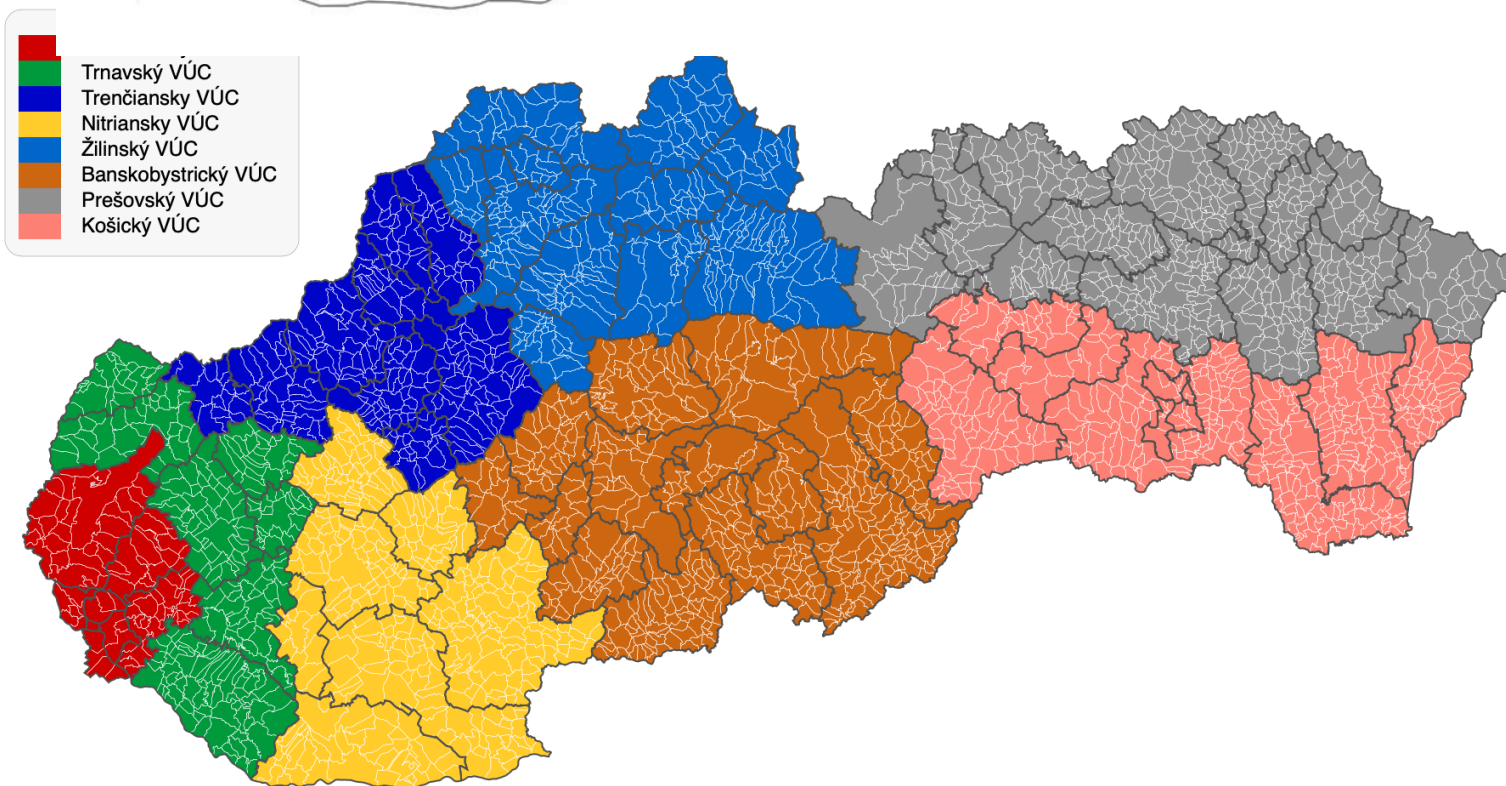 Trnavský VÚC
Trenčiansky VÚC
Nitriansky VÚC
Žilinský VÚC
Banskobystrický VÚC
Prešovský VÚC
Košický VÚC